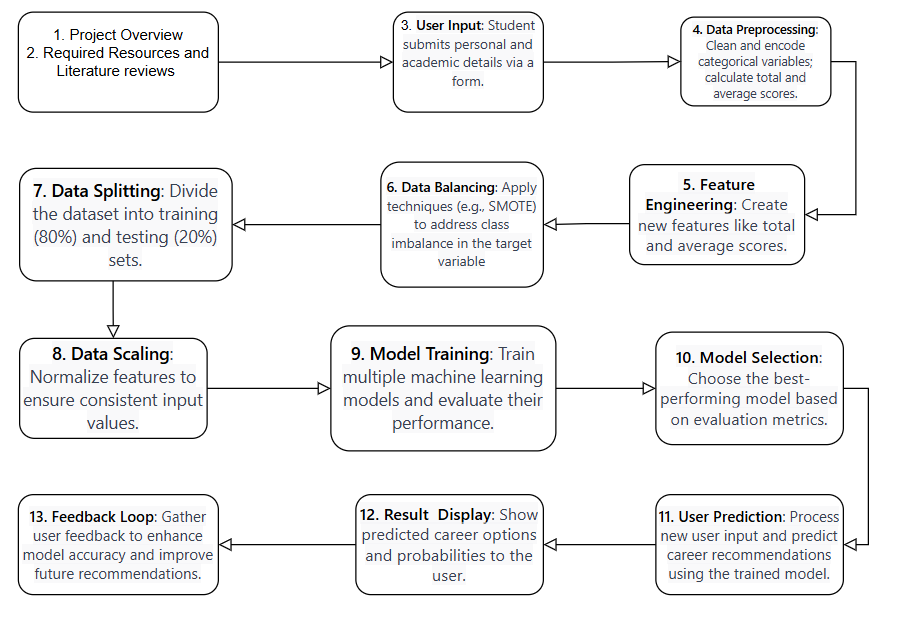 1. Project Overview
2. Required Resources and
Literature reviews
3. User Input: Student
submits personal and
academic details via a
form.
4. Data Preprocessing:
Clean and encode
categorical variables;
calculate total and
average scores.
5. Feature
Engineering: Create
new features like total
and average scores.
6. Data Balancing: Apply
techniques (e.g., SMOTE)
to address class
imbalance in the target
variable
7. Data Splitting: Divide
the dataset into training
(80%) and testing (20%)
sets.
8. Data Scaling:
Normalize features to
ensure consistent input
values.
9. Model Training: Train
multiple machine learning
models and evaluate their
performance.
10. Model Selection:
Choose the best-
performing model based
on evaluation metrics.
11. User Prediction: Process
new user input and predict
career recommendations
using the trained model.
12. Result Display: Show
predicted career options
and probabilities to the
user.
13. Feedback Loop: Gather
user feedback to enhance
model accuracy and improve
future recommendations.